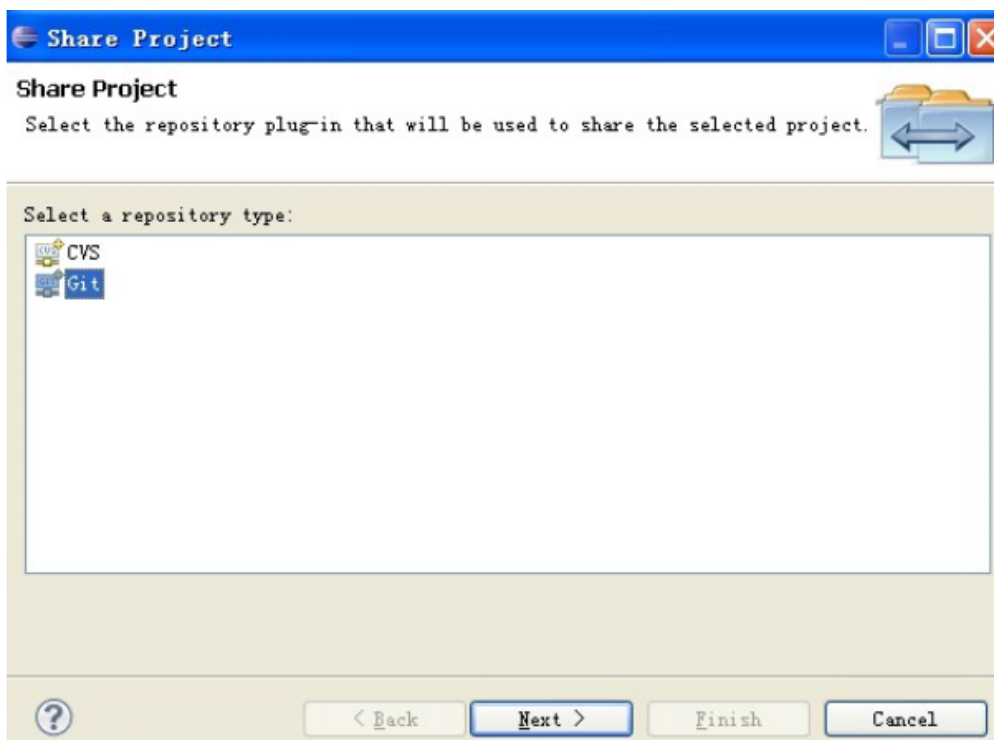 Share Project
Share Project
Select the repository plug-in that will be used to share the selected project.
Select a repository type:
CVS
Git
? < Back Next > Finish Cancel